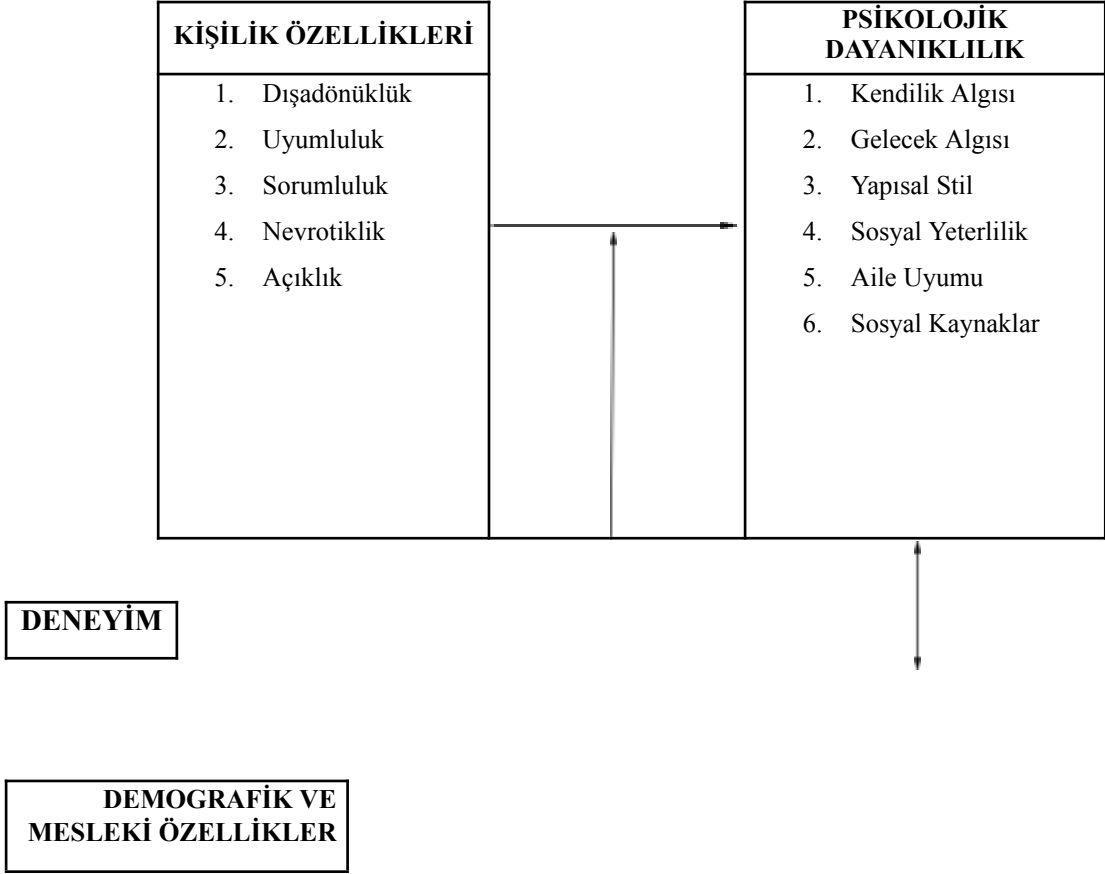 KİŞİLİK ÖZELLİKLERİ
1. Dışadönüklük
2. Uyumluluk
3. Sorumluluk
4. Nevrotiklik
5. Açıklık
PSİKOLOJİK
DAYANIKLILIK
1. Kendilik Algısı
2. Gelecek Algısı
3. Yapısal Stil
4. Sosyal Yeterlilik
5. Aile Uyumu
6. Sosyal Kaynaklar
DENEYİM
DEMOGRAFİK VE
MESLEKİ ÖZELLİKLER